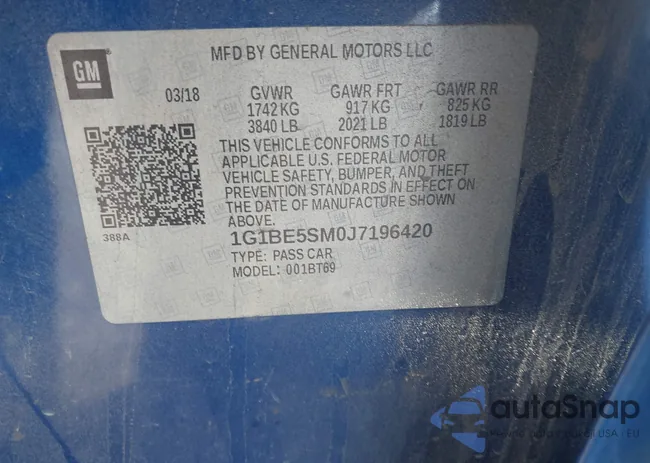 GM
MFD BY GENERAL MOTORS LLC
03/18 GVWR GAWR FRT GAWR RR
1742 KG 917 KG 825 KG
3840 LB 2021 LB 1819 LB
THIS VEHICLE CONFORMS TO ALL
APPLICABLE U.S. FEDERAL MOTOR
VEHICLE SAFETY, BUMPER, AND THEFT
PREVENTION STANDARDS IN EFFECT ON
THE DATE OF MANUFACTURE SHOWN
ABOVE.
388A
1G1BE5SM0J7196420
TYPE: PASS CAR
MODEL: 001BT69
autoSnap